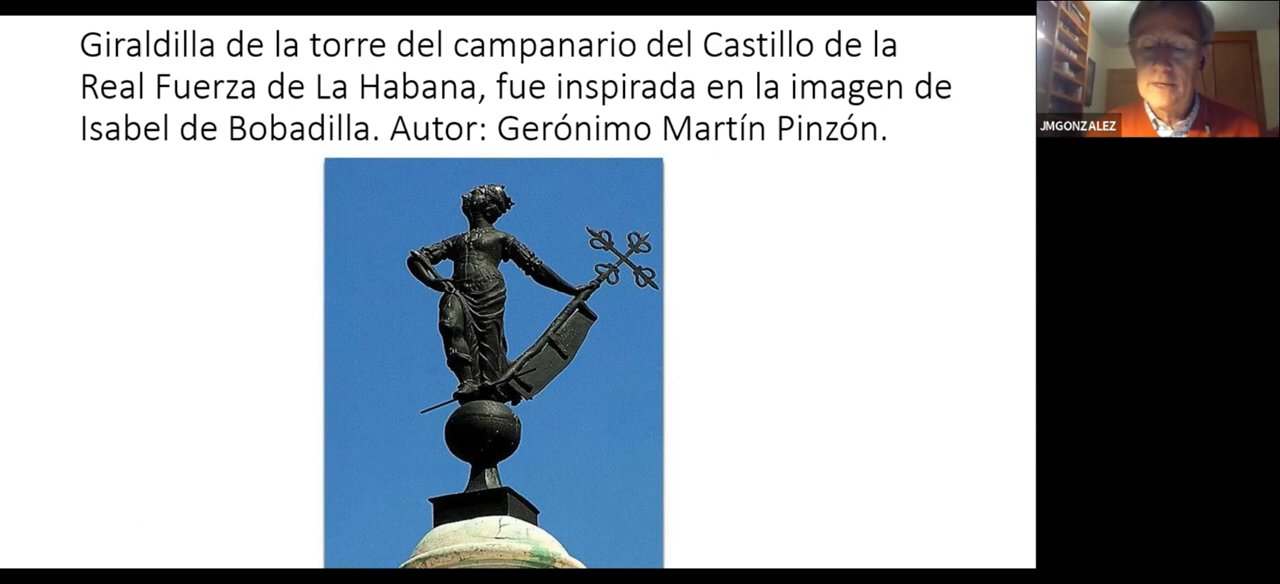 Giraldilla de la torre del campanario del Castillo de la
Real Fuerza de La Habana, fue inspirada en la imagen de
Isabel de Bobadilla. Autor: Gerónimo Martín Pinzón.
JMGONZALEZ